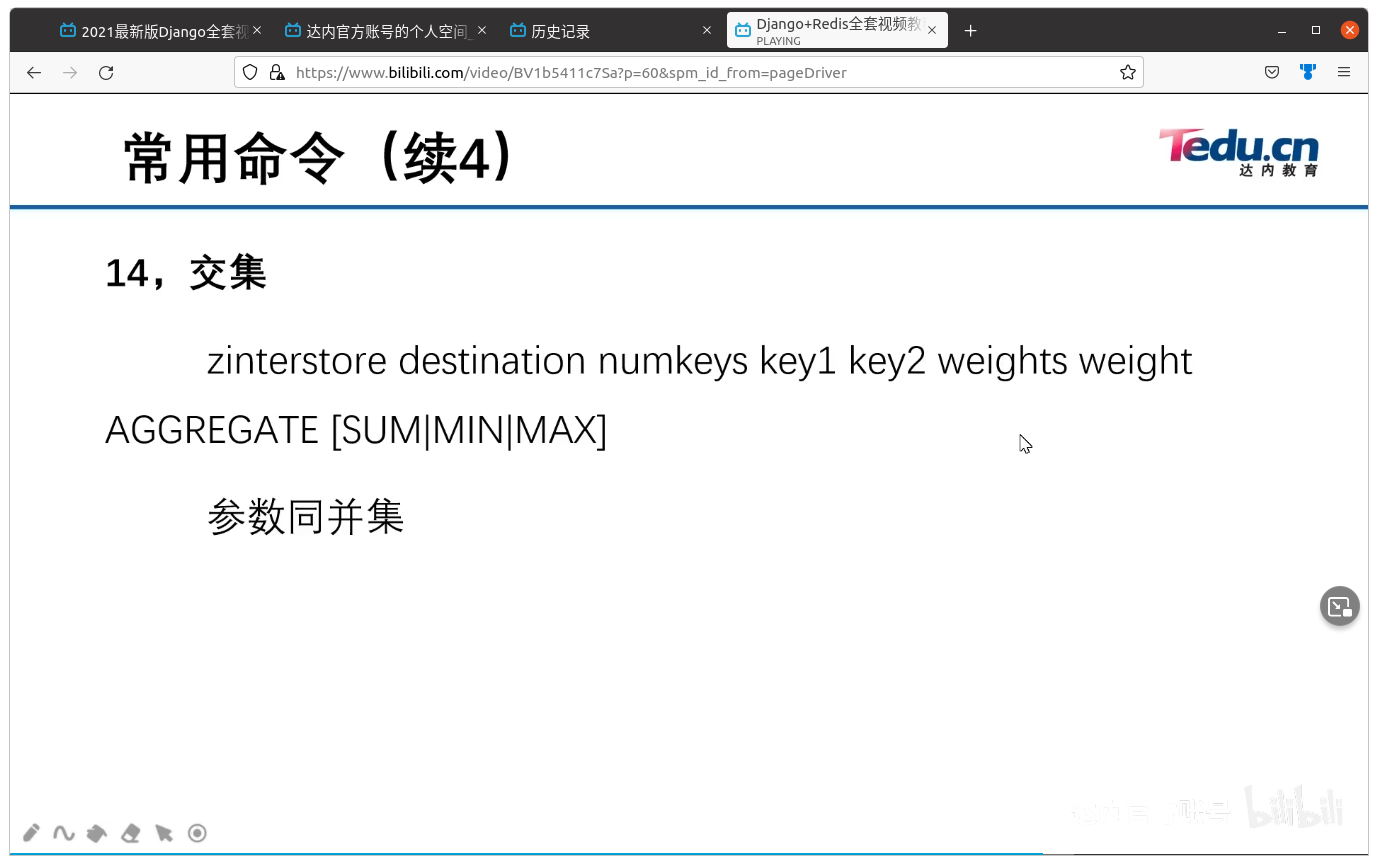 2021最新版Django全套视
达内官方账号的个人空间_
历史记录
Django+Redis全套视频教
PLAYING
https://www.bilibili.com/video/BV1b5411c7Sa?p=60&spm_id_from=pageDriver
常用命令（续4）
Tedu.cn
达内教育
14，交集
zinterstore destination numkeys key1 key2 weights weight
AGGREGATE [SUM|MIN|MAX]
参数同并集
bilibili